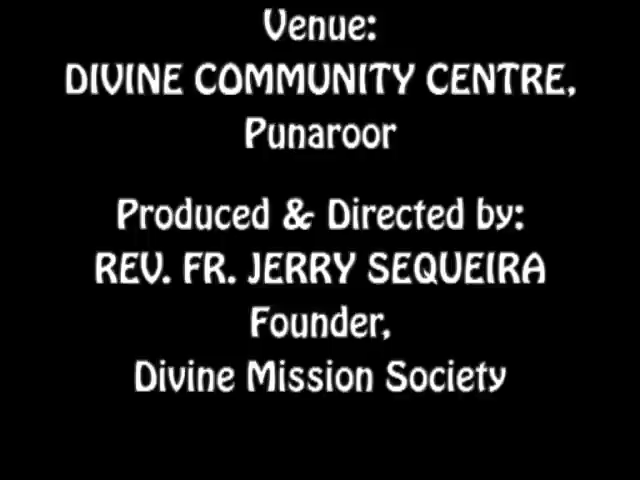 Venue:
DIVINE COMMUNITY CENTRE,
Punaroor
Produced & Directed by:
REV. FR. JERRY SEQUEIRA
Founder,
Divine Mission Society